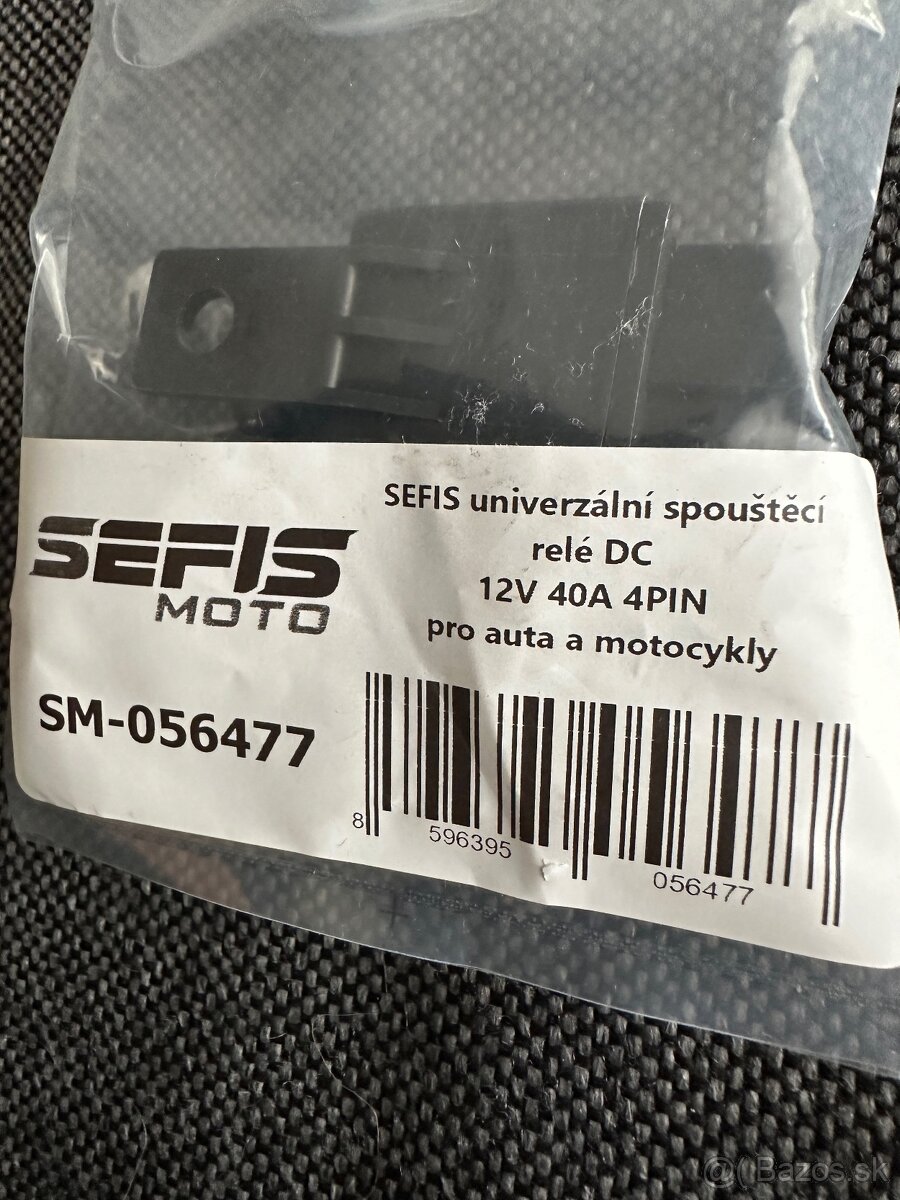 SEFIS
MOTO
SEFIS univerzální spouštěcí
relé DC
12V 40A 4PIN
pro auta a motocykly
SM-056477
8 596395 056477
@( Bazos.sk